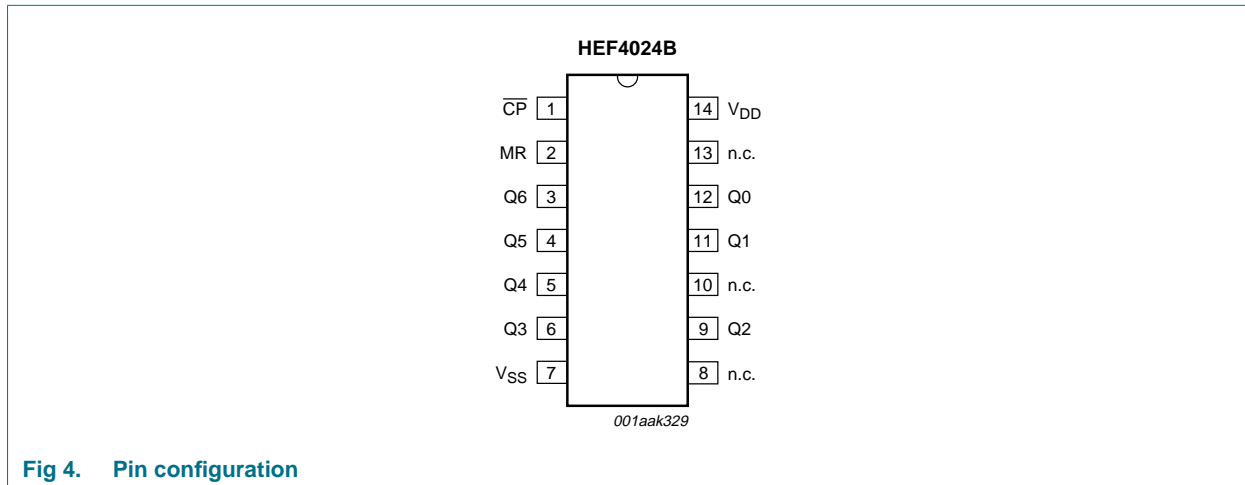 HEF4024B
C̅P̅ 1 14 VDD
MR 2 13 n.c.
Q6 3 12 Q0
Q5 4 11 Q1
Q4 5 10 n.c.
Q3 6 9 Q2
VSS 7 8 n.c.
001aak329
Fig 4. Pin configuration